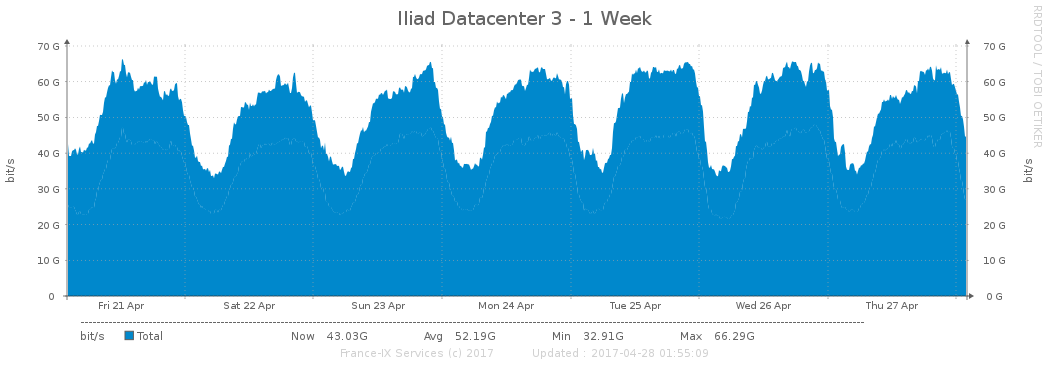 Iliad Datacenter 3 - 1 Week
RRDTOOL / TOBI OETIKER
bit/s
70 G
60 G
50 G
40 G
30 G
20 G
10 G
0
70 G
60 G
50 G
40 G
30 G
20 G
10 G
0 G
bit/s
Fri 21 Apr Sat 22 Apr Sun 23 Apr Mon 24 Apr Tue 25 Apr Wed 26 Apr Thu 27 Apr
bit/s Total Now 43.03G Avg 52.19G Min 32.91G Max 66.29G
France-IX Services (c) 2017 Updated : 2017-04-28 01:55:09